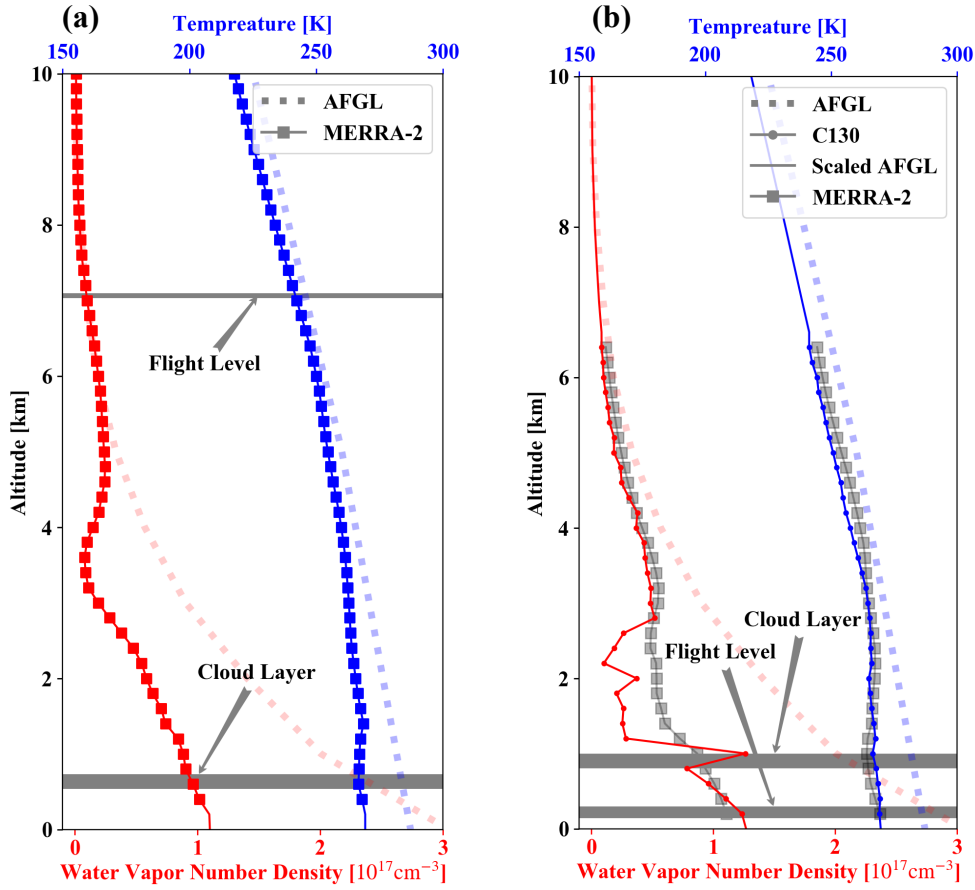 (a)
Tempreature [K]
150 200 250 300
10
8
6
4
2
0
Altitude [km]
AFGL
MERRA-2
Flight Level
Cloud Layer
0 1 2 3
Water Vapor Number Density [10¹⁷cm⁻³]
(b)
Tempreature [K]
150 200 250 300
10
8
6
4
2
0
Altitude [km]
AFGL
C130
Scaled AFGL
MERRA-2
Cloud Layer
Flight Level
0 1 2 3
Water Vapor Number Density [10¹⁷cm⁻³]